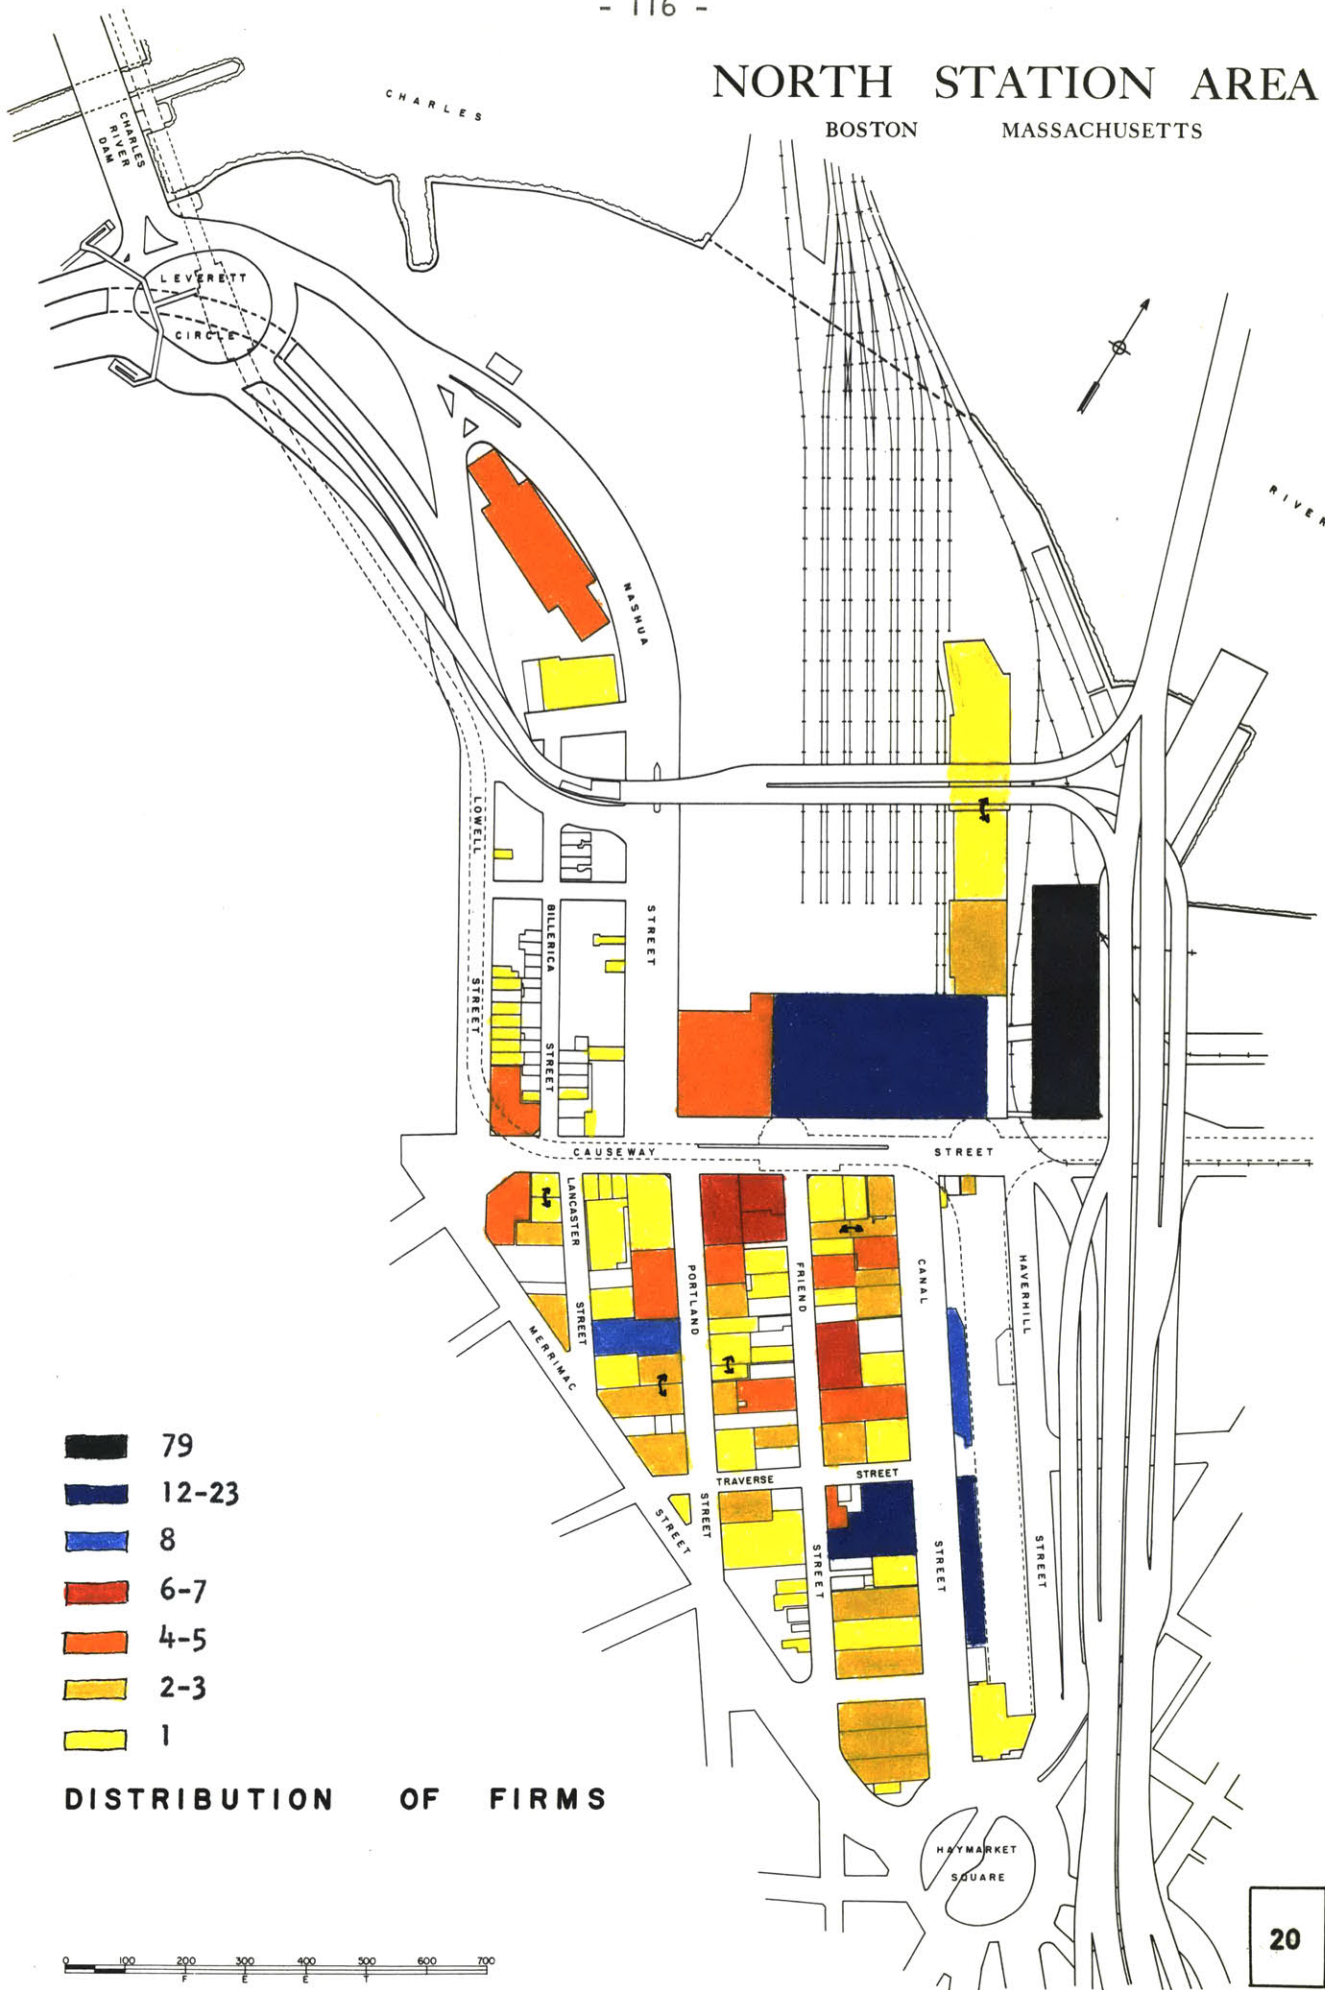 - 116 -
NORTH STATION AREA
BOSTON MASSACHUSETTS
CHARLES
CHARLES
RIVER
DAM
LEVERETT
CIRCLE
RIVER
NASHUA
STREET
LOWELL
STREET
BILLERICA
STREET
CAUSEWAY STREET
LANCASTER
STREET
PORTLAND
STREET
FRIEND
STREET
CANAL
STREET
HAVERHILL
STREET
MERRIMAC
STREET
TRAVERSE STREET
79
12-23
8
6-7
4-5
2-3
1
DISTRIBUTION OF FIRMS
HAYMARKET
SQUARE
0 100 200 300 400 500 600 700
F E E T
20